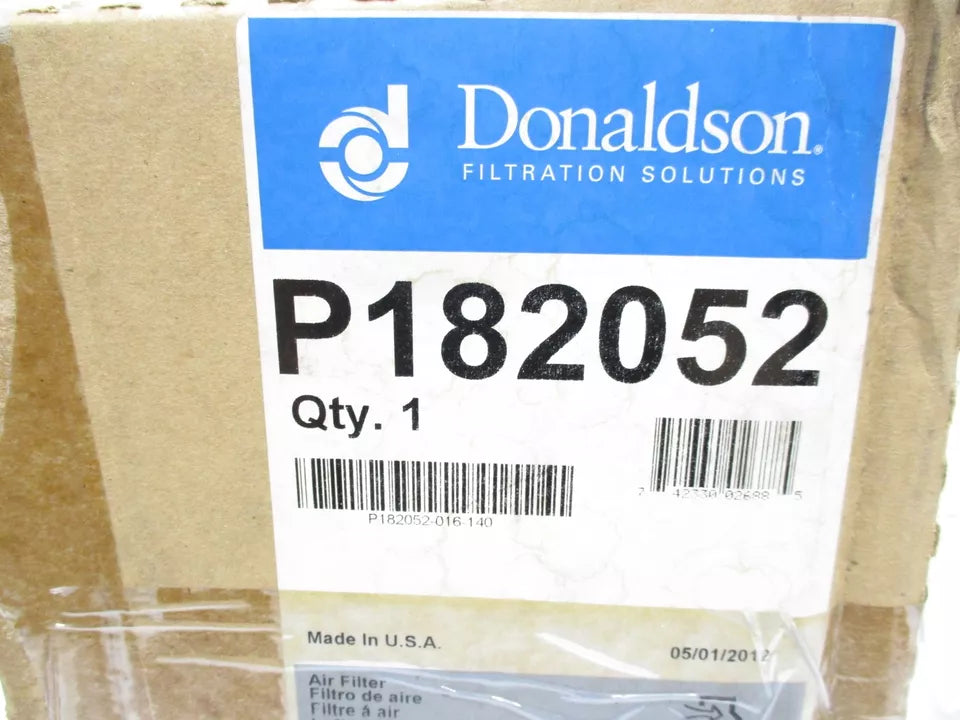 Donaldson®
FILTRATION SOLUTIONS
P182052
Qty. 1
P182052-016-140
7 42330 02688 5
Made In U.S.A.
05/01/2012
Air Filter
Filtro de aire
Filtre á air